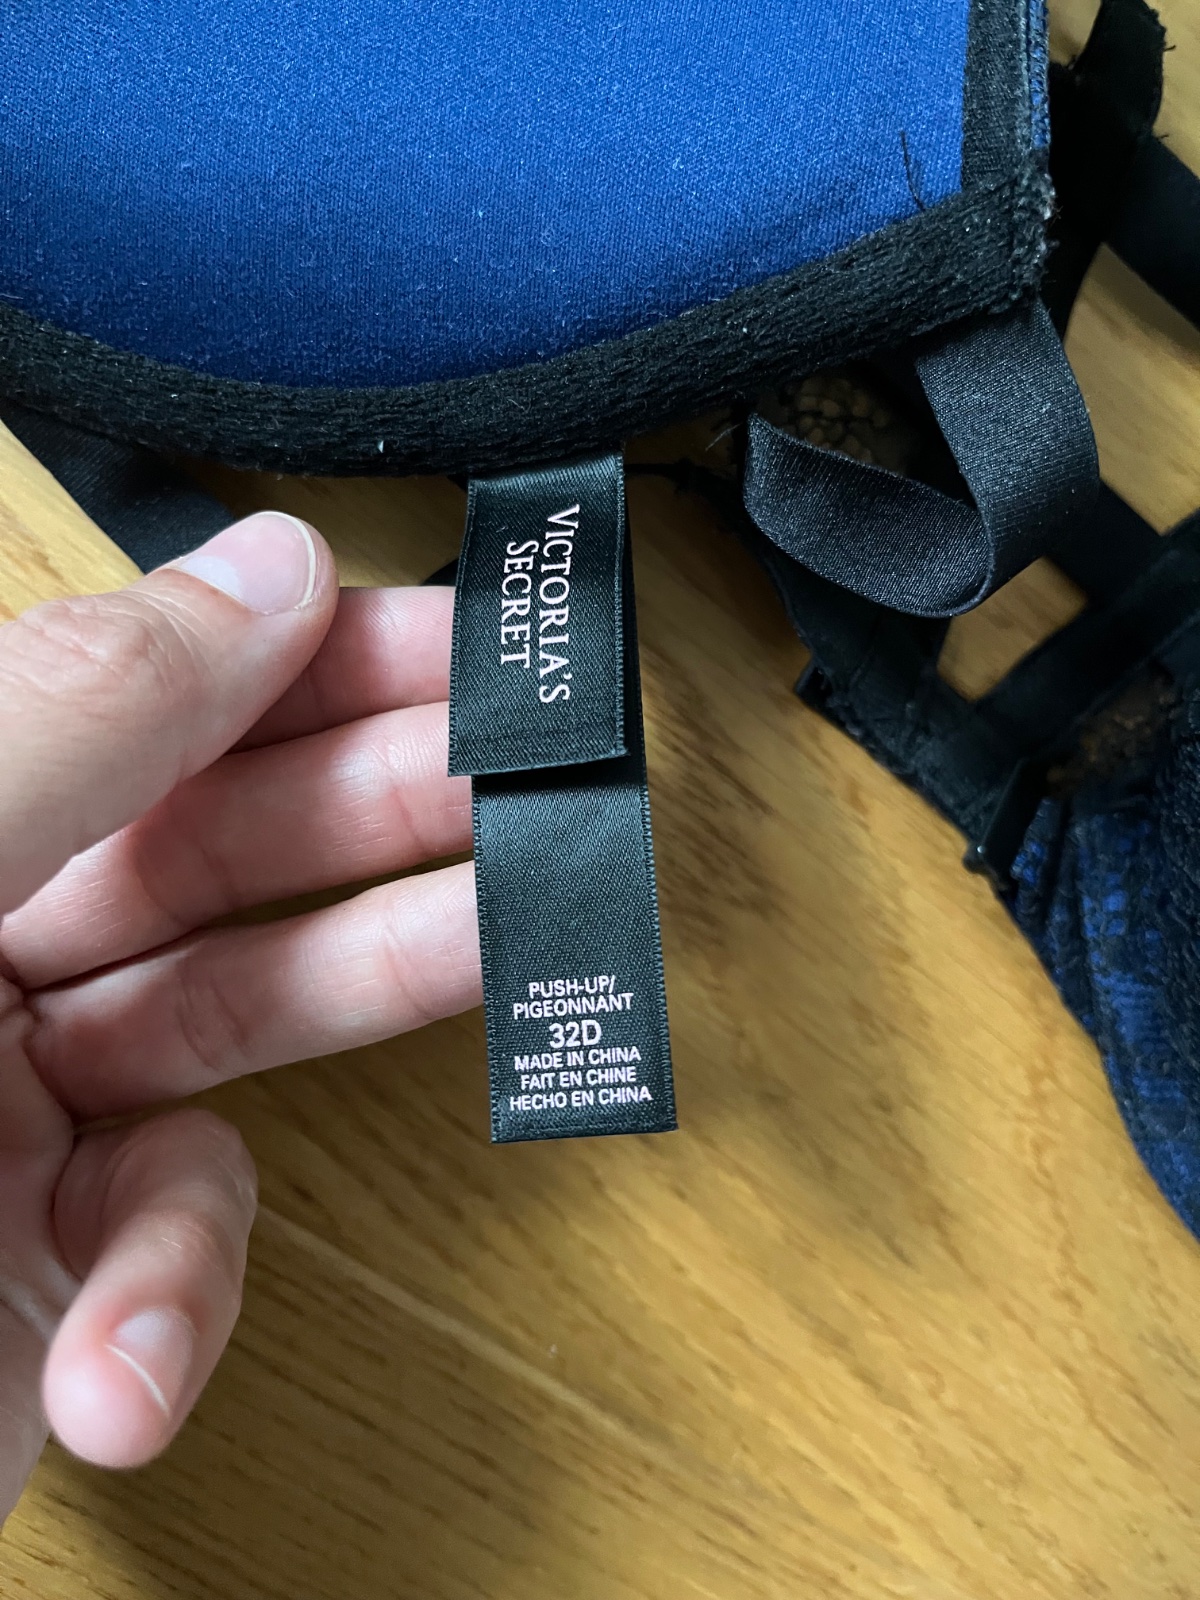 VICTORIA'S
SECRET
PUSH-UP/
PIGEONNANT
32D
MADE IN CHINA
FAIT EN CHINE
HECHO EN CHINA